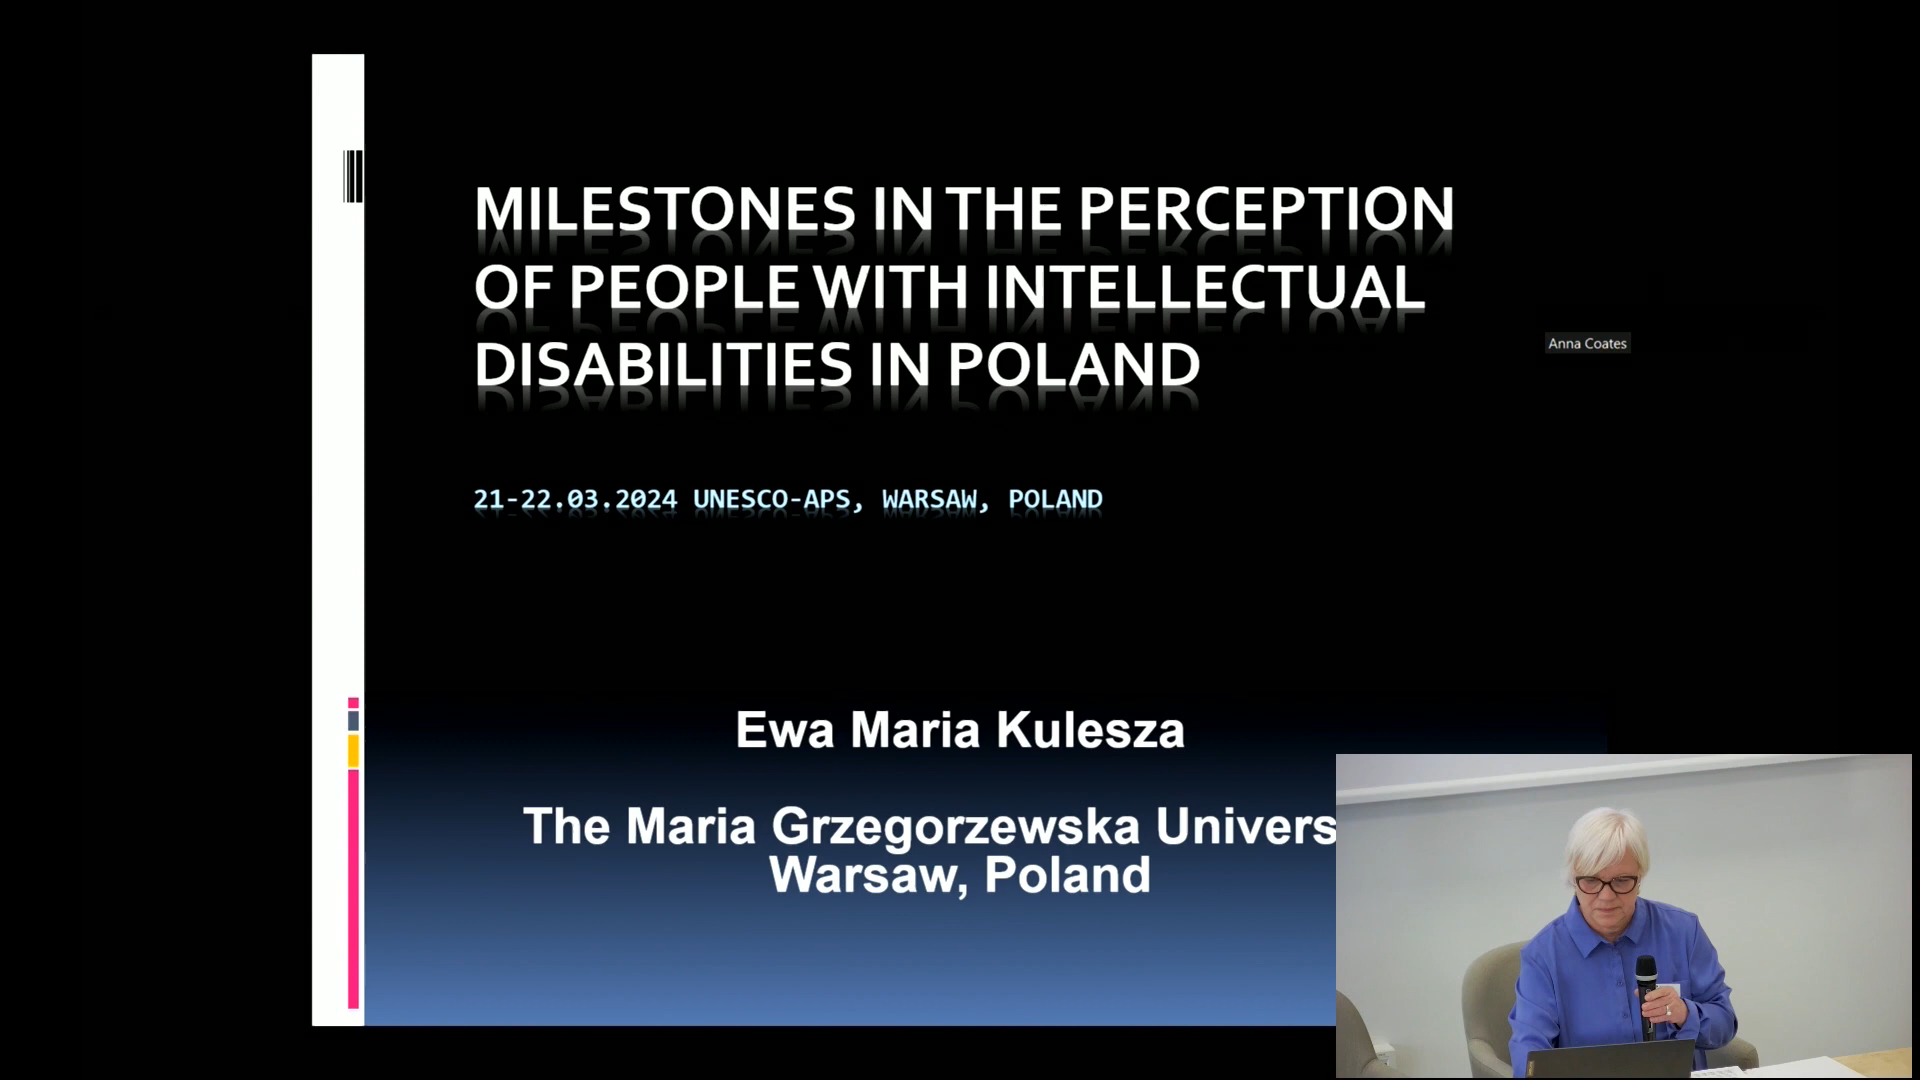 MILESTONES IN THE PERCEPTION
OF PEOPLE WITH INTELLECTUAL
DISABILITIES IN POLAND
Anna Coates
21-22.03.2024 UNESCO-APS, WARSAW, POLAND
Ewa Maria Kulesza
The Maria Grzegorzewska Univers
Warsaw, Poland